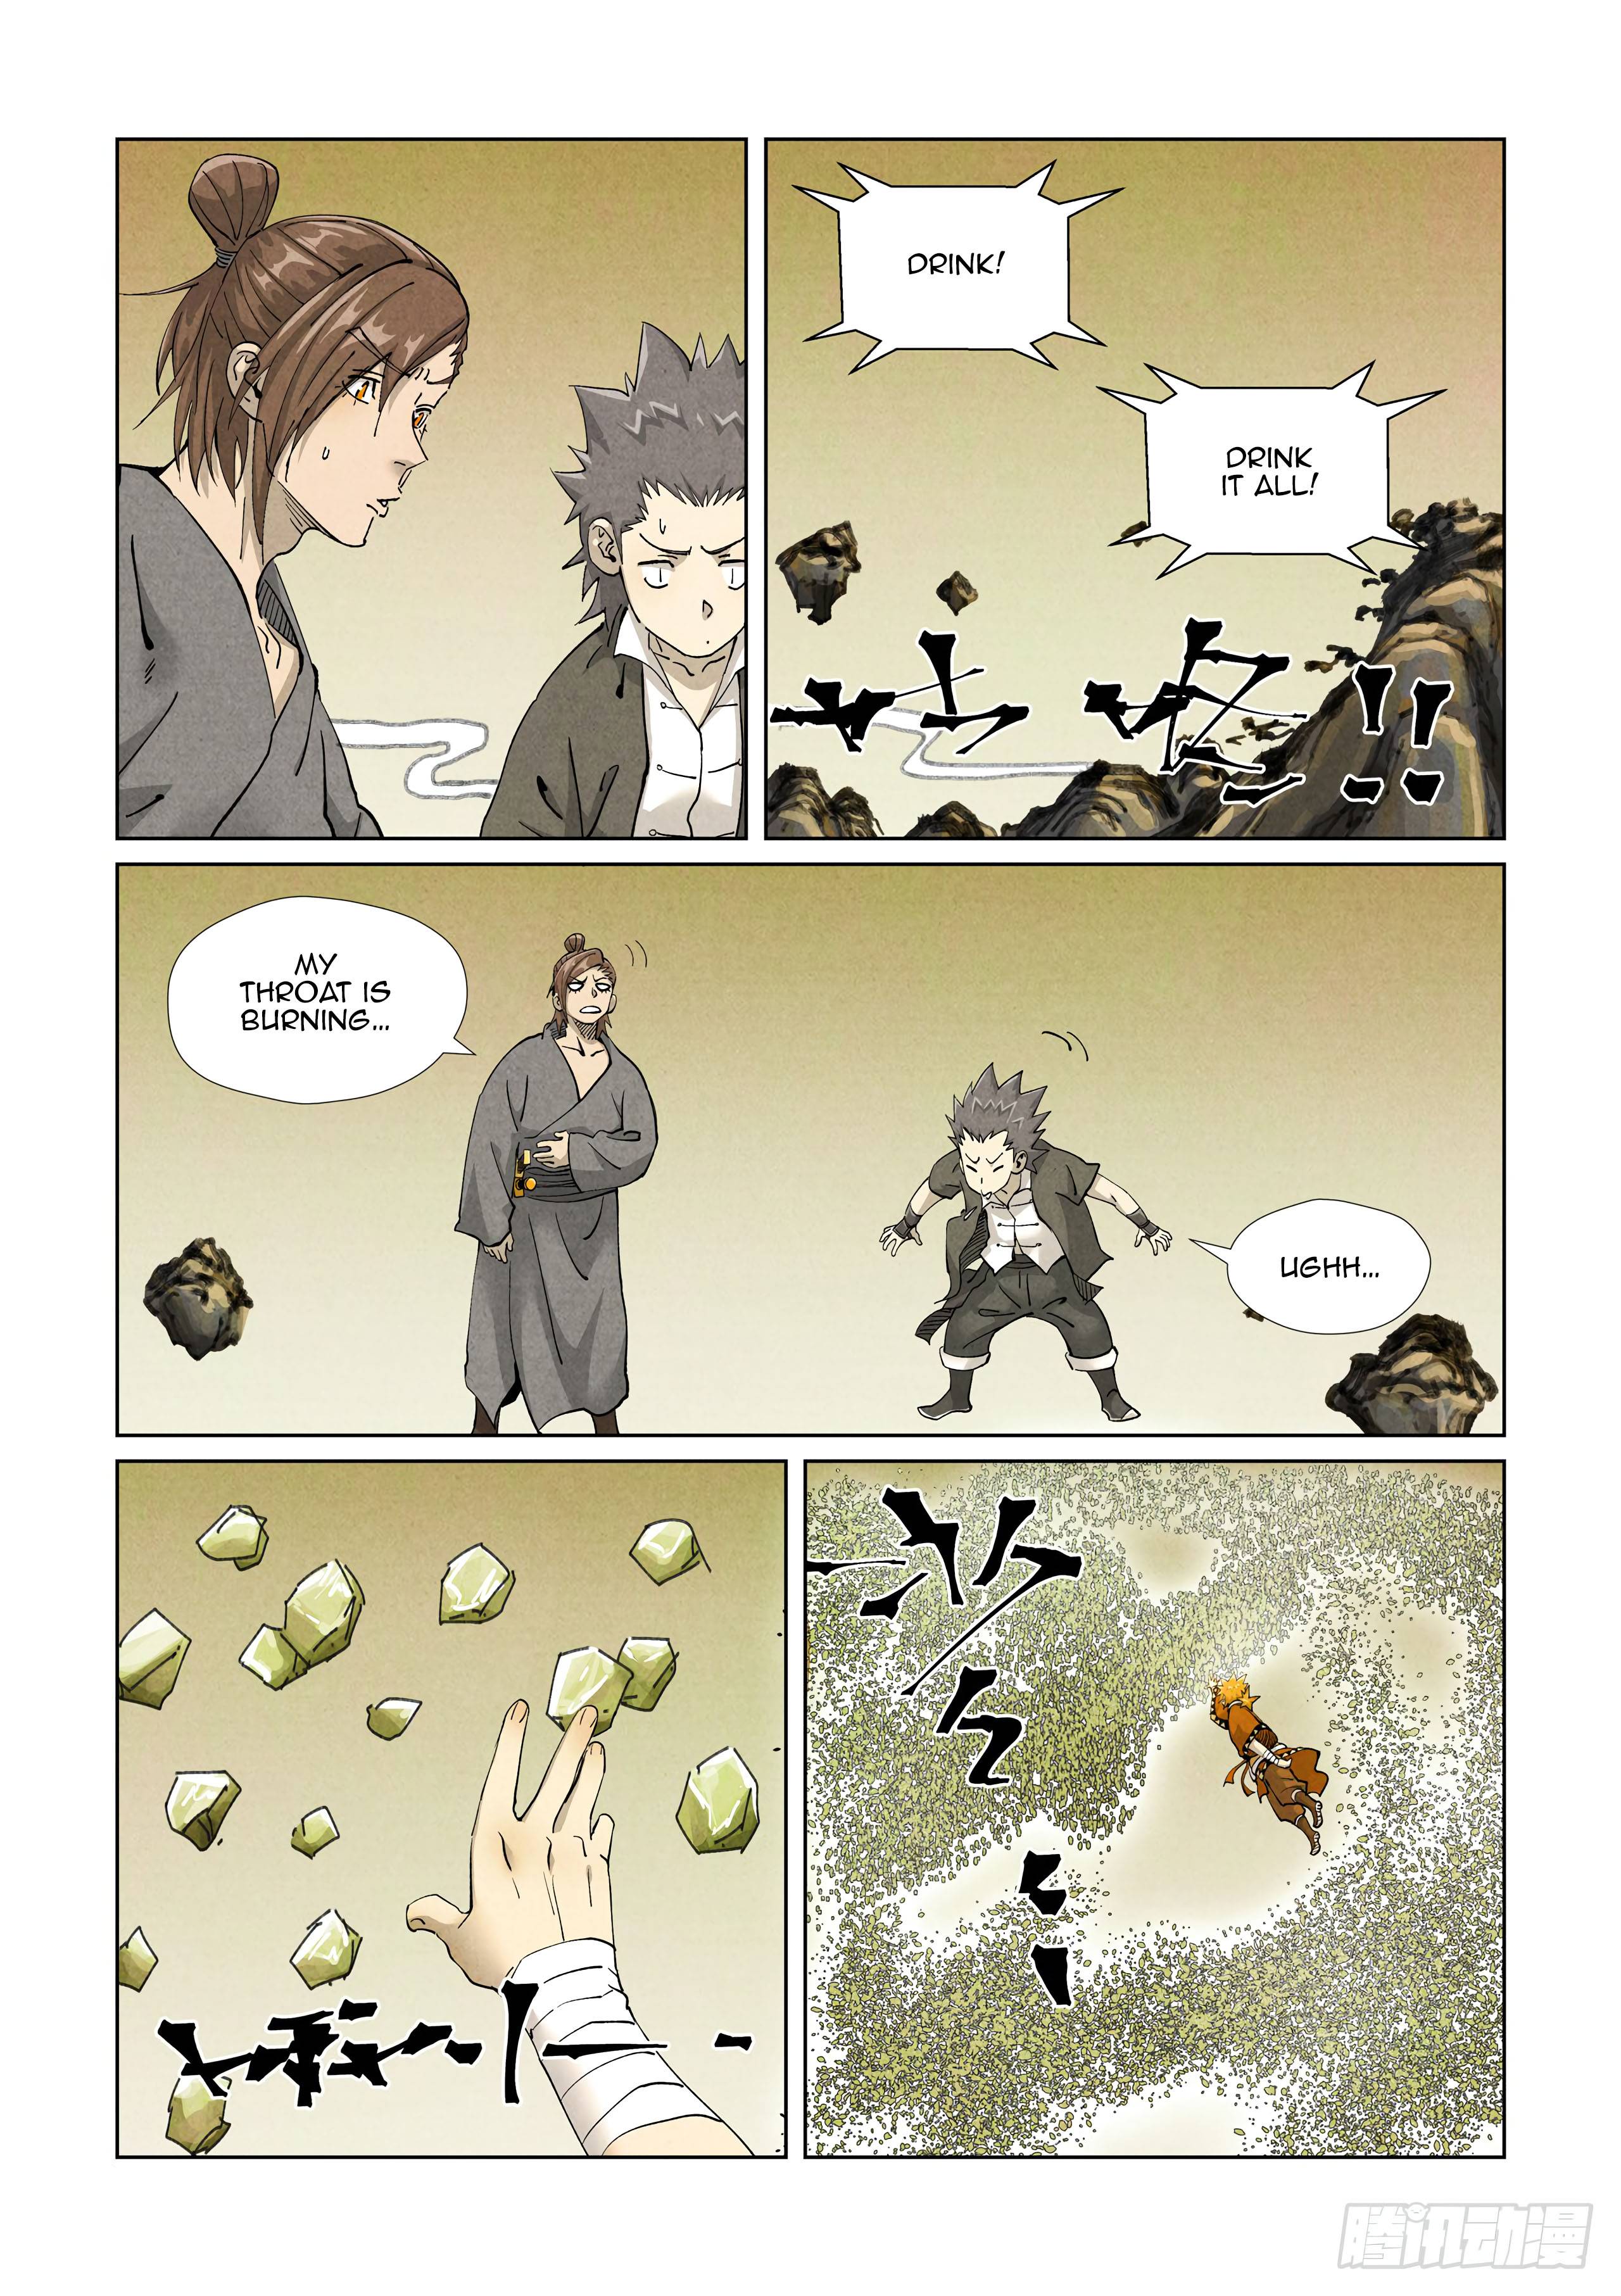 DRINK!
DRINK
IT ALL!
MY
THROAT IS
BURNING...
UGHH...
腾讯动漫